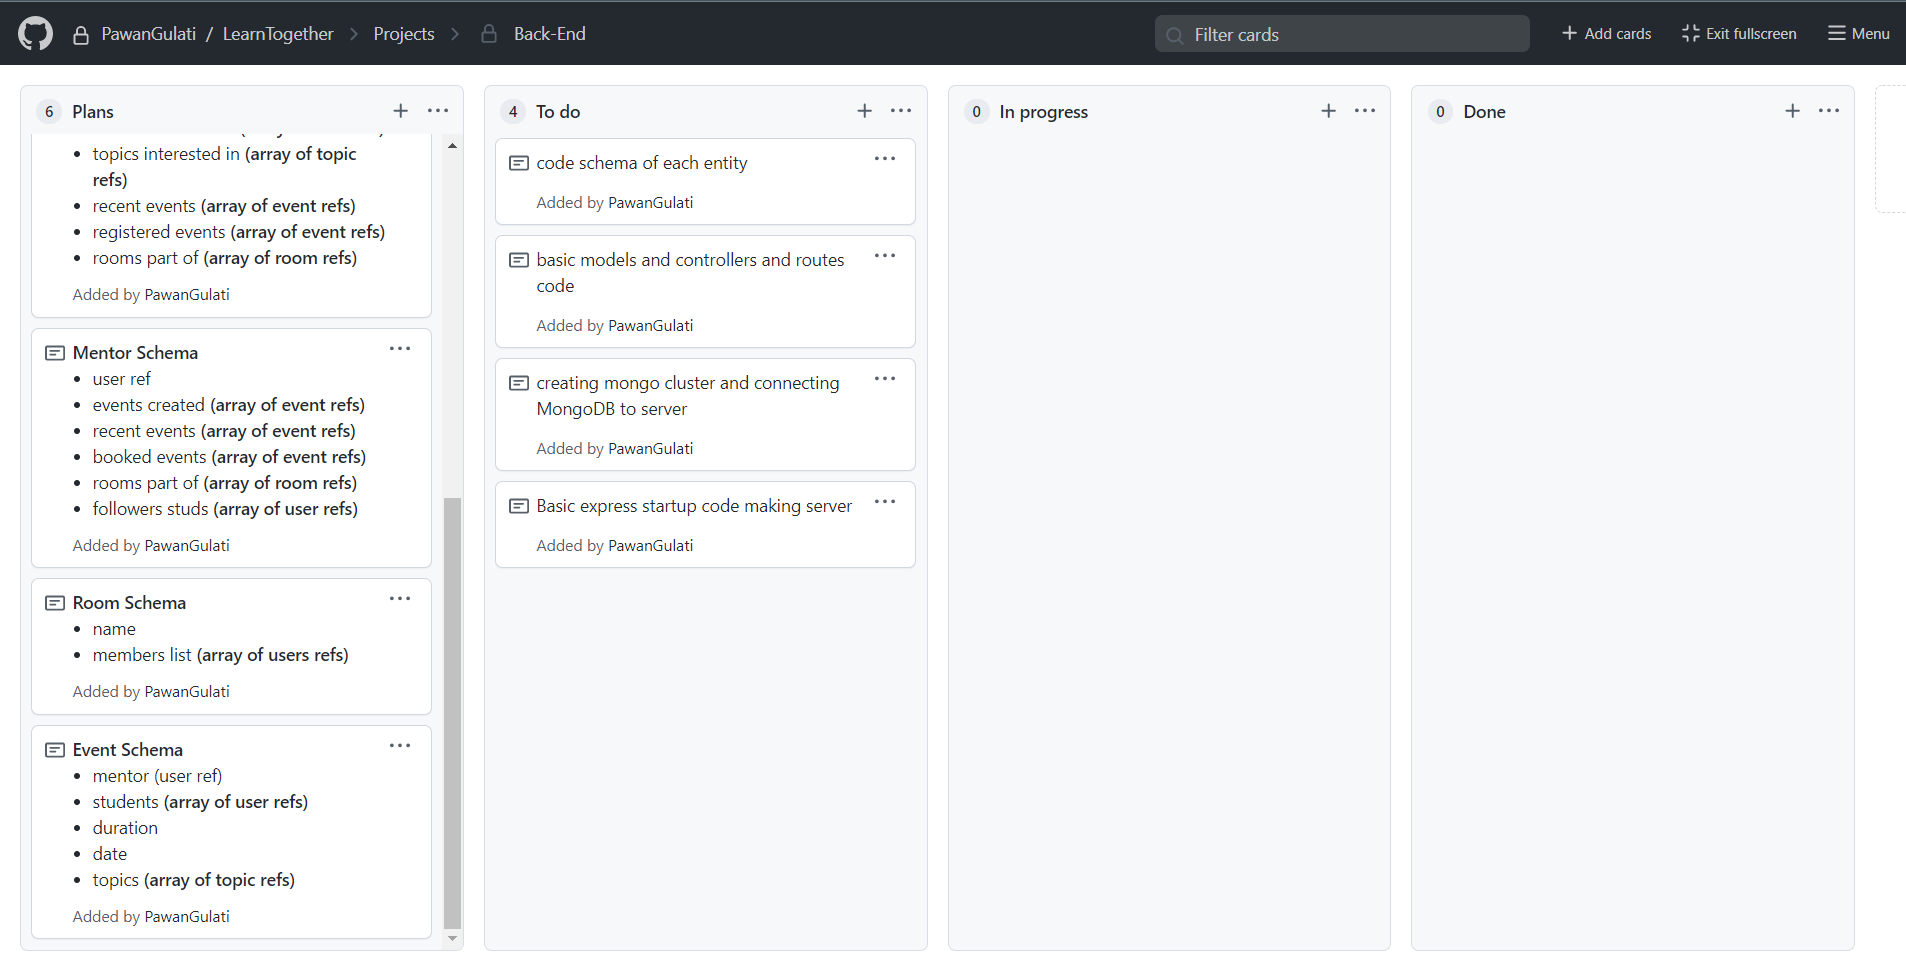 PawanGulati / LearnTogether
Projects
Back-End
Filter cards
Add cards
Exit fullscreen
Menu
6 Plans
topics interested in (array of topic
refs)
recent events (array of event refs)
registered events (array of event refs)
rooms part of (array of room refs)
Added by PawanGulati
Mentor Schema
user ref
events created (array of event refs)
recent events (array of event refs)
booked events (array of event refs)
rooms part of (array of room refs)
followers studs (array of user refs)
Added by PawanGulati
Room Schema
name
members list (array of users refs)
Added by PawanGulati
Event Schema
mentor (user ref)
students (array of user refs)
duration
date
topics (array of topic refs)
Added by PawanGulati
4 To do
code schema of each entity
Added by PawanGulati
basic models and controllers and routes
code
Added by PawanGulati
creating mongo cluster and connecting
MongoDB to server
Added by PawanGulati
Basic express startup code making server
Added by PawanGulati
0 In progress
0 Done